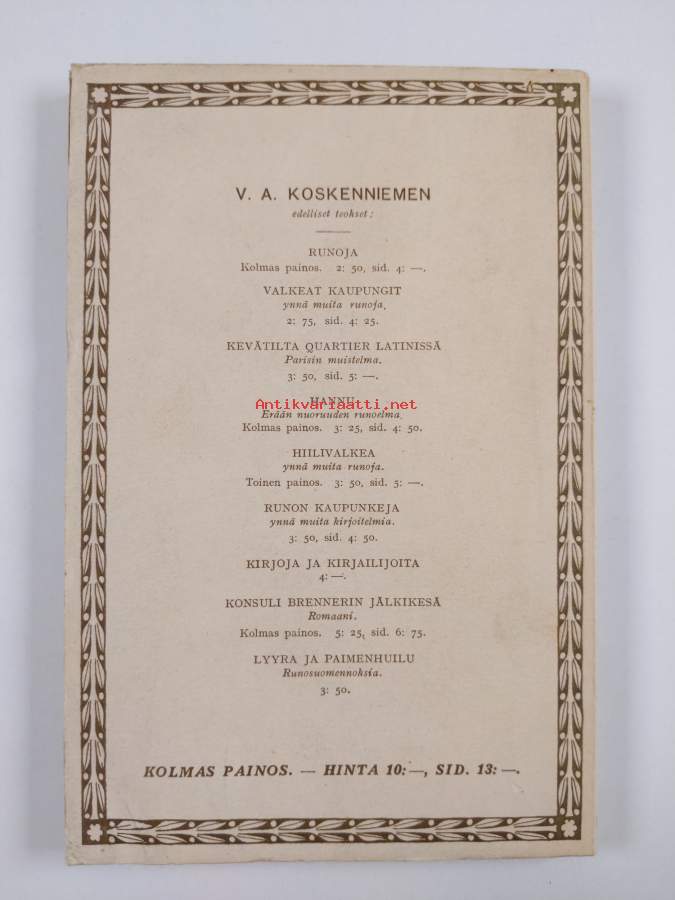 V. A. KOSKENNIEMEN
edelliset teokset:
RUNOJA
Kolmas painos. 2: 50, sid. 4: —.
VALKEAT KAUPUNGIT
ynnä muita runoja,
2: 75, sid. 4: 25.
KEVÄTILTA QUARTIER LATINISSÄ
Parisin muistelma.
3: 50, sid. 5: —.
HANNU
Antikvariaatti.net
Erään nuoruuden runoelma.
Kolmas painos. 3: 25, sid. 4: 50.
HIILIVALKEA
ynnä muita runoja.
Toinen painos. 3: 50, sid. 5: —.
RUNON KAUPUNKEJA
ynnä muita kirjoitelmia.
3: 50, sid. 4: 50.
KIRJOJA JA KIRJAILIJOITA
4: —.
KONSULI BRENNERIN JÄLKIKESÄ
Romaani.
Kolmas painos. 5: 25, sid. 6: 75.
LYYRA JA PAIMENHUILU
Runosuomennoksia.
3: 50.
KOLMAS PAINOS. — HINTA 10: —, SID. 13: —.